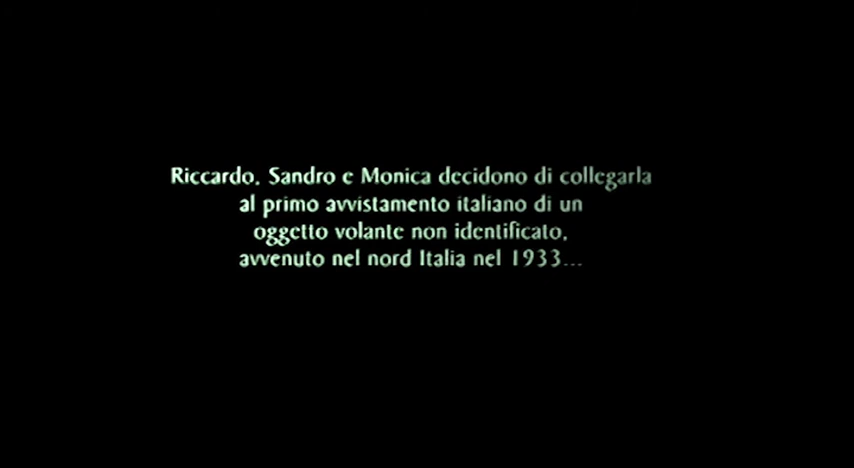 Riccardo, Sandro e Monica decidono di collegarla
al primo avvistamento italiano di un
oggetto volante non identificato,
avvenuto nel nord Italia nel 1933...